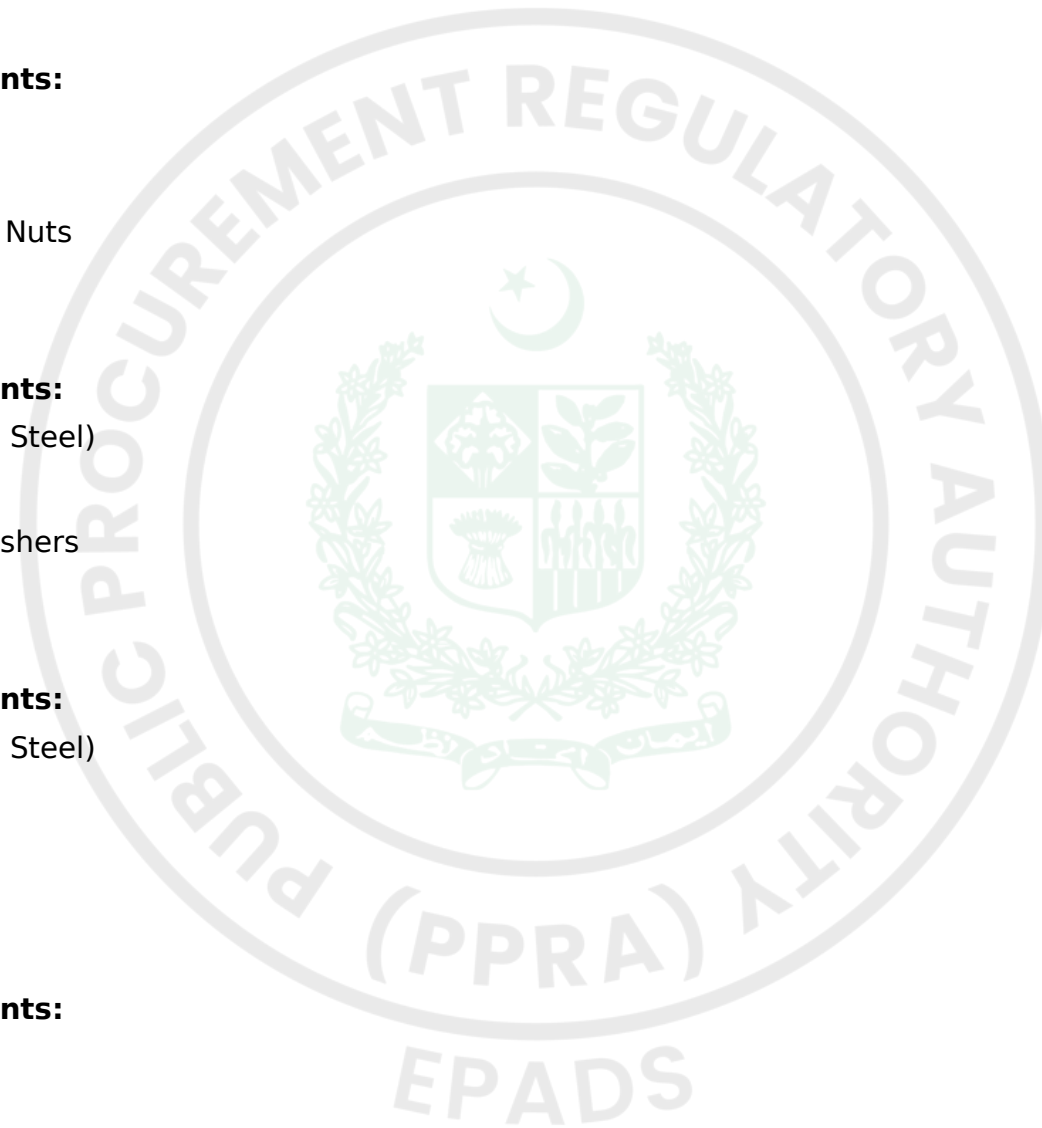 nts:
Nuts
nts:
Steel)
shers
nts:
Steel)
nts:
PUBLIC PROCUREMENT REGULATORY AUTHORITY
(PPRA)
EPADS